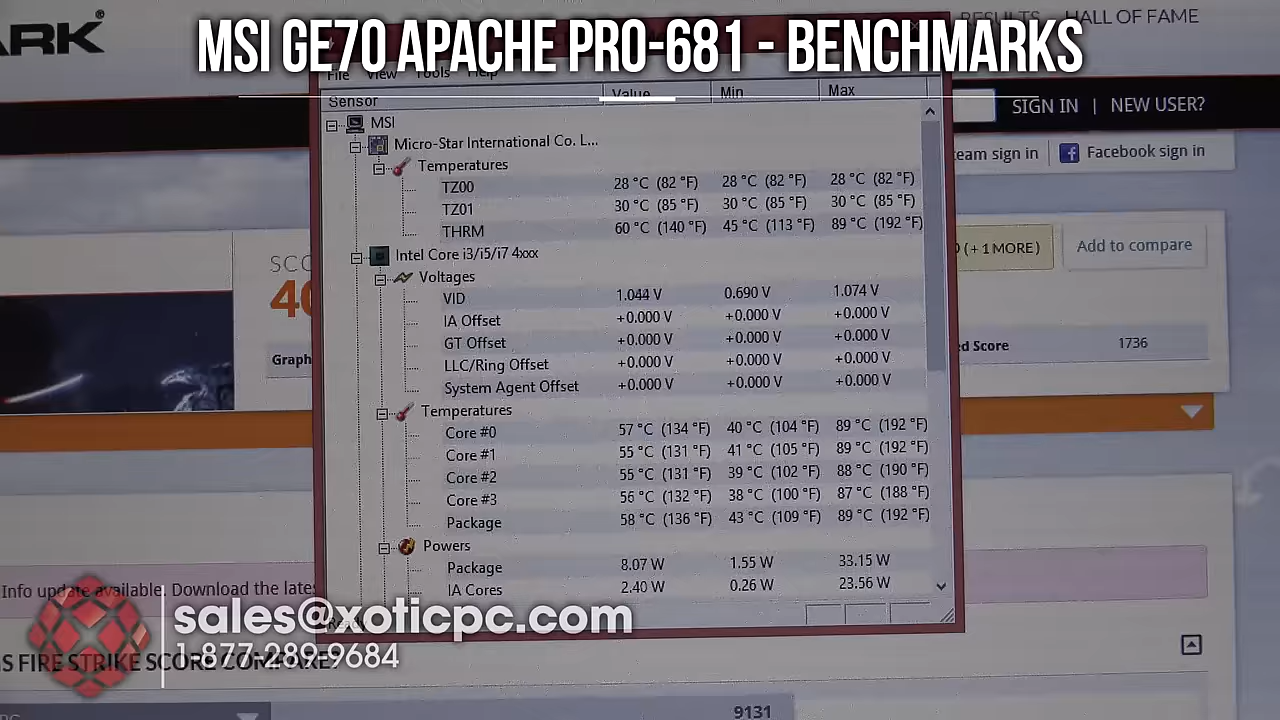 MSI GE70 APACHE PRO-681 - BENCHMARKS
ARK®
RESULTS HALL OF FAME
File View Tools Help
Sensor Value Min Max
SIGN IN | NEW USER?
MSI
Micro-Star International Co. L...
team sign in Facebook sign in
Temperatures
TZ00 28 °C (82 °F) 28 °C (82 °F) 28 °C (82 °F)
TZ01 30 °C (85 °F) 30 °C (85 °F) 30 °C (85 °F)
THRM 60 °C (140 °F) 45 °C (113 °F) 89 °C (192 °F)
(+ 1 MORE) Add to compare
Intel Core i3/i5/i7 4xxx
SCO
Voltages
VID 1.044 V 0.690 V 1.074 V
40
IA Offset +0.000 V +0.000 V +0.000 V
GT Offset +0.000 V +0.000 V +0.000 V
Graph
ed Score 1736
LLC/Ring Offset +0.000 V +0.000 V +0.000 V
System Agent Offset +0.000 V +0.000 V +0.000 V
Temperatures
Core #0 57 °C (134 °F) 40 °C (104 °F) 89 °C (192 °F)
Core #1 55 °C (131 °F) 41 °C (105 °F) 89 °C (192 °F)
Core #2 55 °C (131 °F) 39 °C (102 °F) 88 °C (190 °F)
Core #3 56 °C (132 °F) 38 °C (100 °F) 87 °C (188 °F)
Package 58 °C (136 °F) 43 °C (109 °F) 89 °C (192 °F)
Powers
Package 8.07 W 1.55 W 33.15 W
IA Cores 2.40 W 0.26 W 23.56 W
Info update available. Download the lates
sales@xoticpc.com
1-877-289-9684
S FIRE STRIKE SCORE COMPARE?
9131